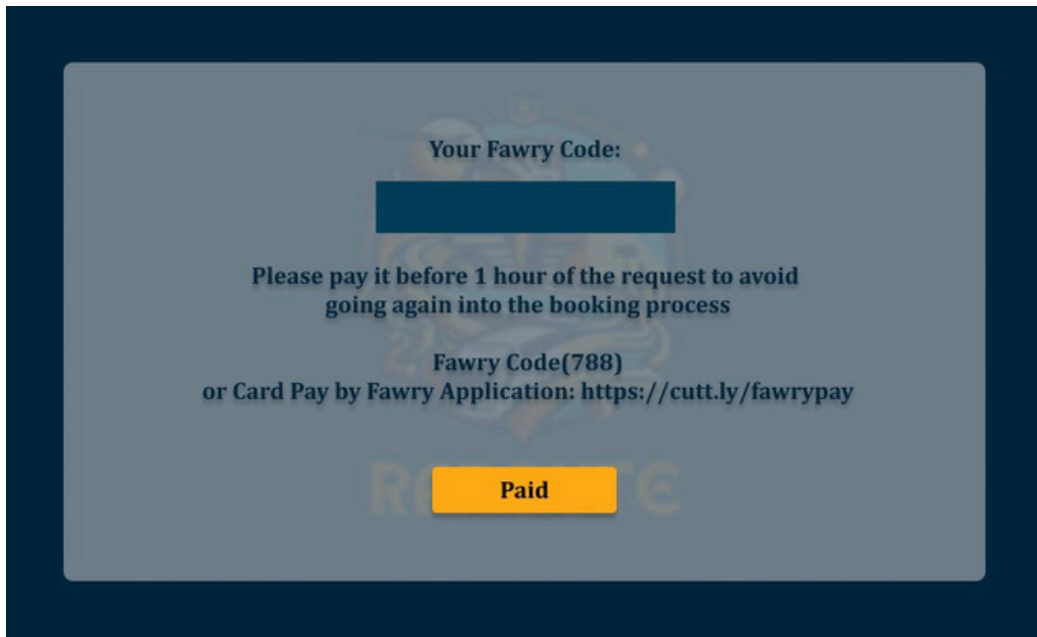 Your Fawry Code:
Please pay it before 1 hour of the request to avoid
going again into the booking process
Fawry Code(788)
or Card Pay by Fawry Application: https://cutt.ly/fawrypay
Paid